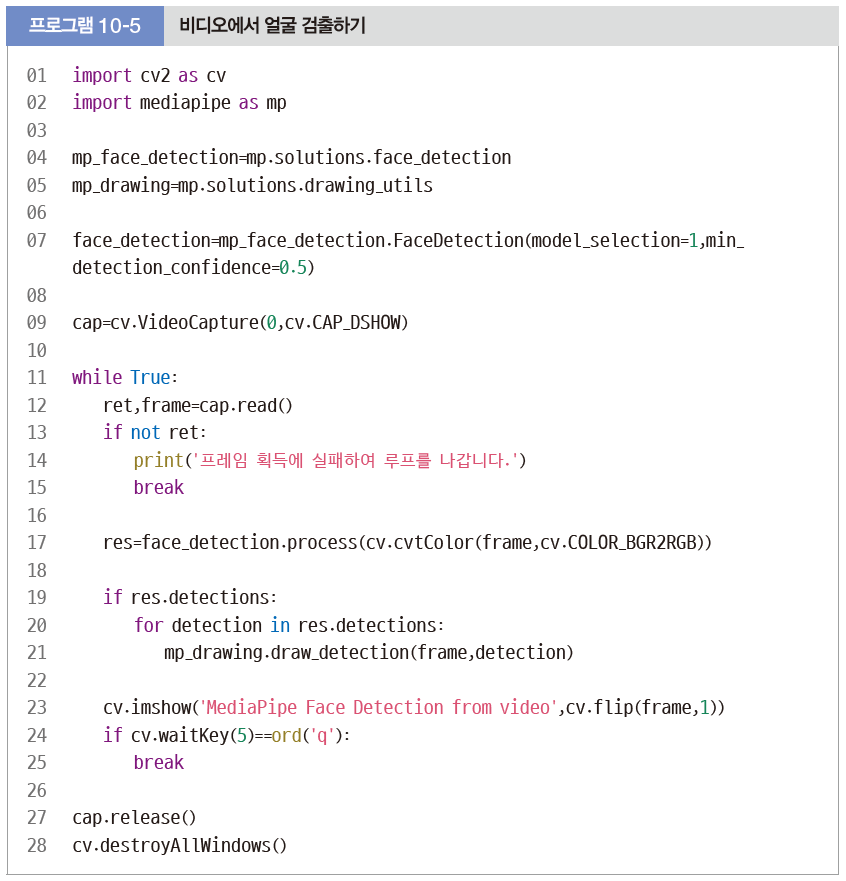 프로그램 10-5 비디오에서 얼굴 검출하기
01 import cv2 as cv
02 import mediapipe as mp
03
04 mp_face_detection=mp.solutions.face_detection
05 mp_drawing=mp.solutions.drawing_utils
06
07 face_detection=mp_face_detection.FaceDetection(model_selection=1,min_
detection_confidence=0.5)
08
09 cap=cv.VideoCapture(0,cv.CAP_DSHOW)
10
11 while True:
12     ret,frame=cap.read()
13     if not ret:
14         print('프레임 획득에 실패하여 루프를 나갑니다.')
15         break
16
17     res=face_detection.process(cv.cvtColor(frame,cv.COLOR_BGR2RGB))
18
19     if res.detections:
20         for detection in res.detections:
21             mp_drawing.draw_detection(frame,detection)
22
23     cv.imshow('MediaPipe Face Detection from video',cv.flip(frame,1))
24     if cv.waitKey(5)==ord('q'):
25         break
26
27 cap.release()
28 cv.destroyAllWindows()